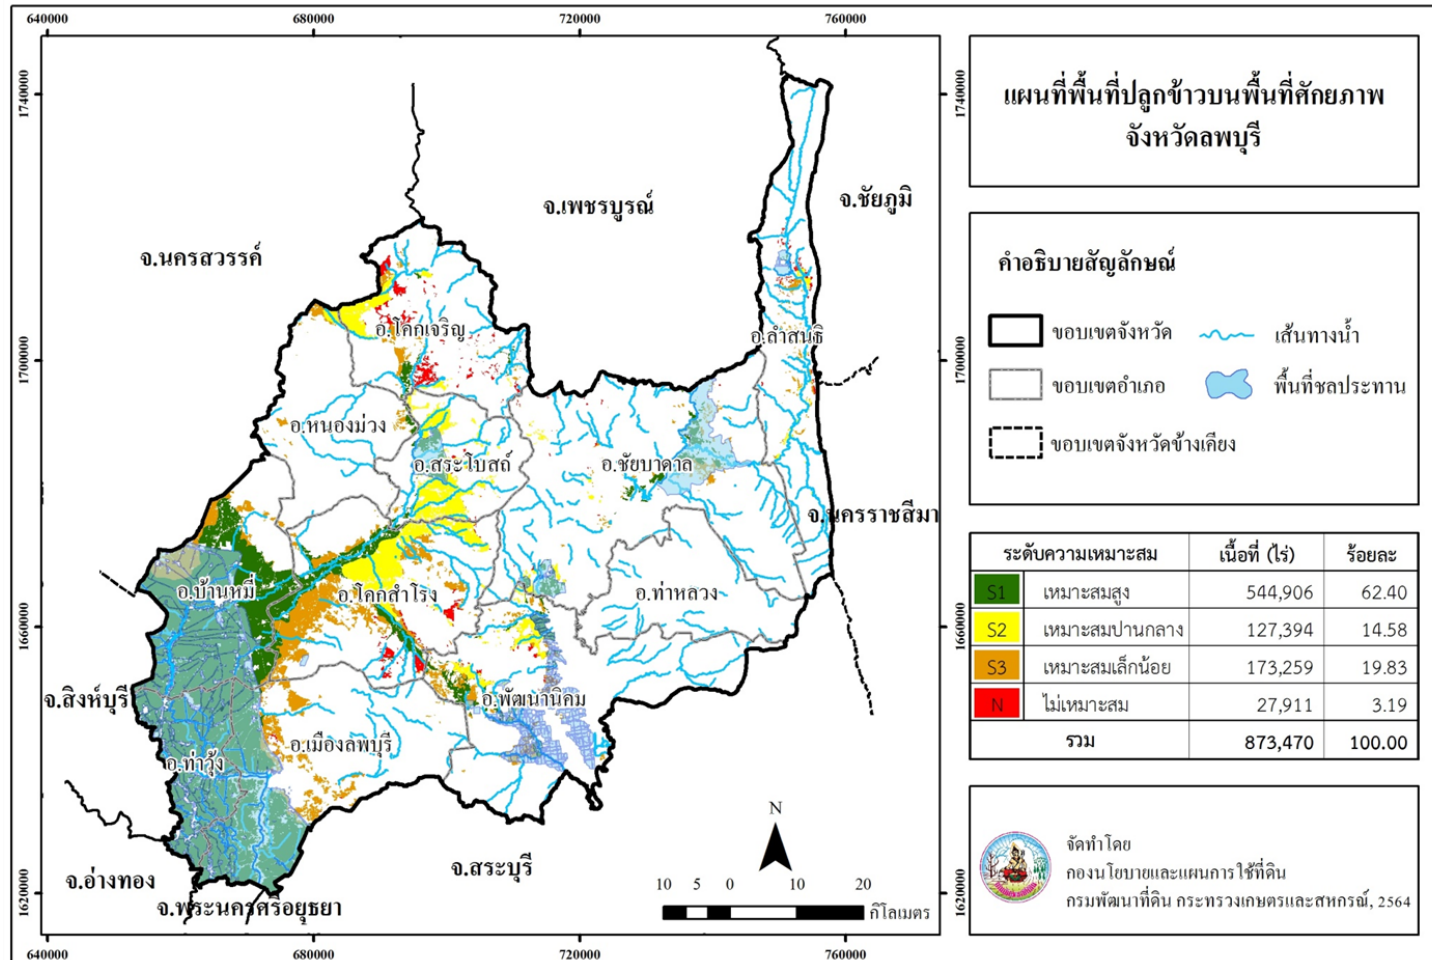 640000 680000 720000 760000
แผนที่พื้นที่ปลูกข้าวบนพื้นที่ศักยภาพ
จังหวัดลพบุรี
1740000 1740000
จ.ชัยภูมิ
จ.เพชรบูรณ์
จ.นครสวรรค์
คำอธิบายสัญลักษณ์
ขอบเขตจังหวัด เส้นทางน้ำ
ขอบเขตอำเภอ พื้นที่ชลประทาน
ขอบเขตจังหวัดข้างเคียง
อ.โคกเจริญ
อ.ลำสนธิ
1700000 1700000
อ.หนองม่วง
อ.สระโบสถ์
อ.ชัยบาดาล
จ.นครราชสีมา
อ.บ้านหมี่
อ.โคกสำโรง
อ.ท่าหลวง
1660000 1660000
จ.สิงห์บุรี
อ.พัฒนานิคม
อ.เมืองลพบุรี
อ.ท่าวุ้ง
ระดับความเหมาะสม เนื้อที่ (ไร่) ร้อยละ
S1 เหมาะสมสูง 544,906 62.40
S2 เหมาะสมปานกลาง 127,394 14.58
S3 เหมาะสมเล็กน้อย 173,259 19.83
N ไม่เหมาะสม 27,911 3.19
รวม 873,470 100.00
N
จ.สระบุรี
จ.อ่างทอง
จ.พระนครศรีอยุธยา
10 5 0 10 20
กิโลเมตร
1620000 1620000
จัดทำโดย
กองนโยบายและแผนการใช้ที่ดิน
กรมพัฒนาที่ดิน กระทรวงเกษตรและสหกรณ์, 2564
640000 680000 720000 760000